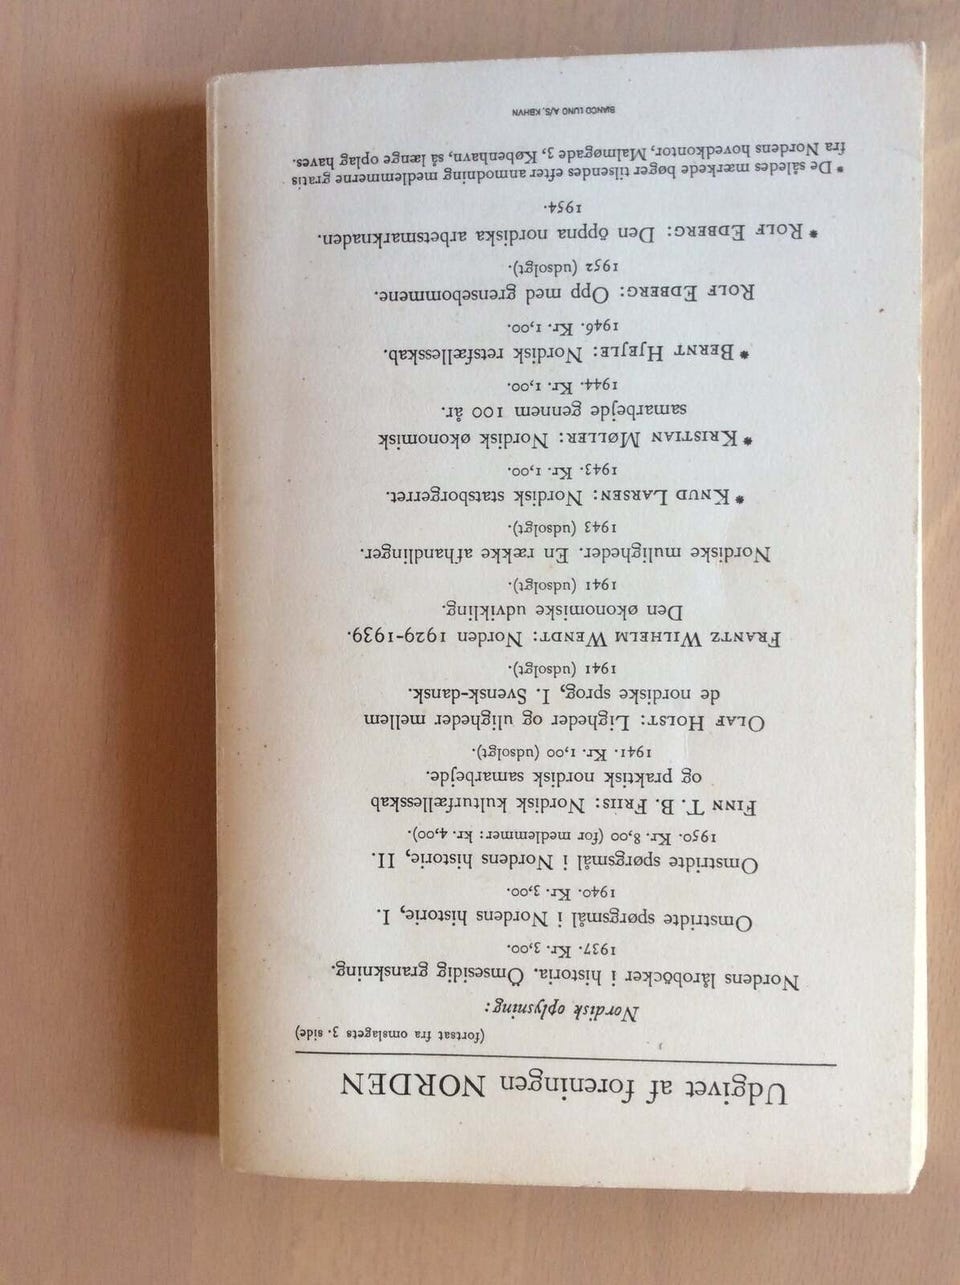 Udgivet af foreningen NORDEN
(fortsat fra omslagets 3. side)
Nordisk oplysning:
Nordens låroböcker i historia. Ömsesidig granskning.
1937. Kr. 3,00.
Omstridte spørgsmål i Nordens historie, I.
1940. Kr. 3,00.
Omstridte spørgsmål i Nordens historie, II.
1950. Kr. 8,00 (for medlemmer: kr. 4,00).
FINN T. B. FRIIS: Nordisk kulturfællesskab
og praktisk nordisk samarbejde.
1941. Kr. 1,00 (udsolgt).
OLAF HOLST: Ligheder og uligheder mellem
de nordiske sprog, I. Svensk-dansk.
1941 (udsolgt).
FRANTZ WILHELM WENDT: Norden 1929-1939.
Den økonomiske udvikling.
1941 (udsolgt).
Nordiske muligheder. En række afhandlinger.
1943 (udsolgt).
* KNUD LARSEN: Nordisk statsborgerret.
1943. Kr. 1,00.
* KRISTIAN MØLLER: Nordisk økonomisk
samarbejde gennem 100 år.
1944. Kr. 1,00.
* BERNT HJEJLE: Nordisk retsfællesskab.
1946. Kr. 1,00.
ROLF EDBERG: Opp med grensebommene.
1952 (udsolgt).
* ROLF EDBERG: Den öppna nordiska arbetsmarknaden.
1954.
* De således mærkede bøger tilsendes efter anmodning medlemmerne gratis
fra Nordens hovedkontor, Malmøgade 3, København, så længe oplag haves.
BIANCO LUNO A/S, KBHVN